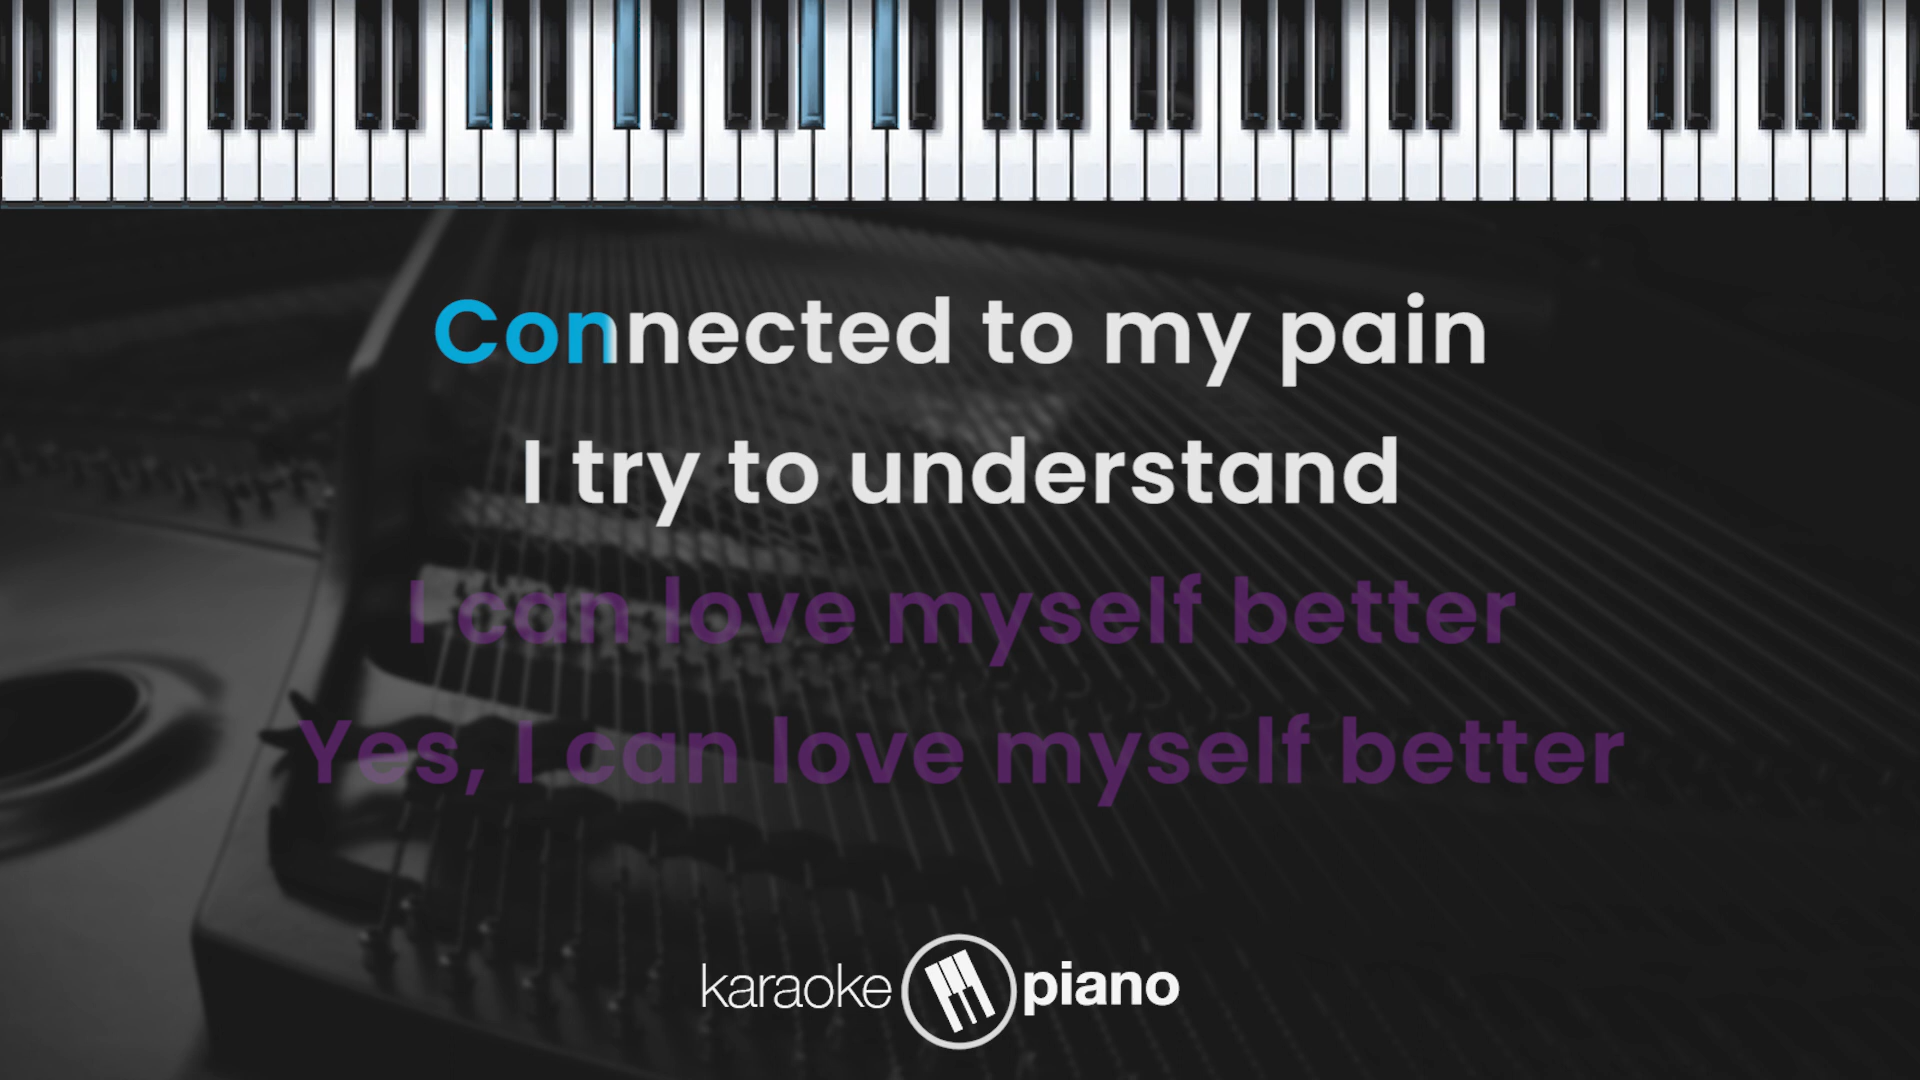 Connected to my pain
I try to understand
I can love myself better
Yes, I can love myself better
karaoke piano